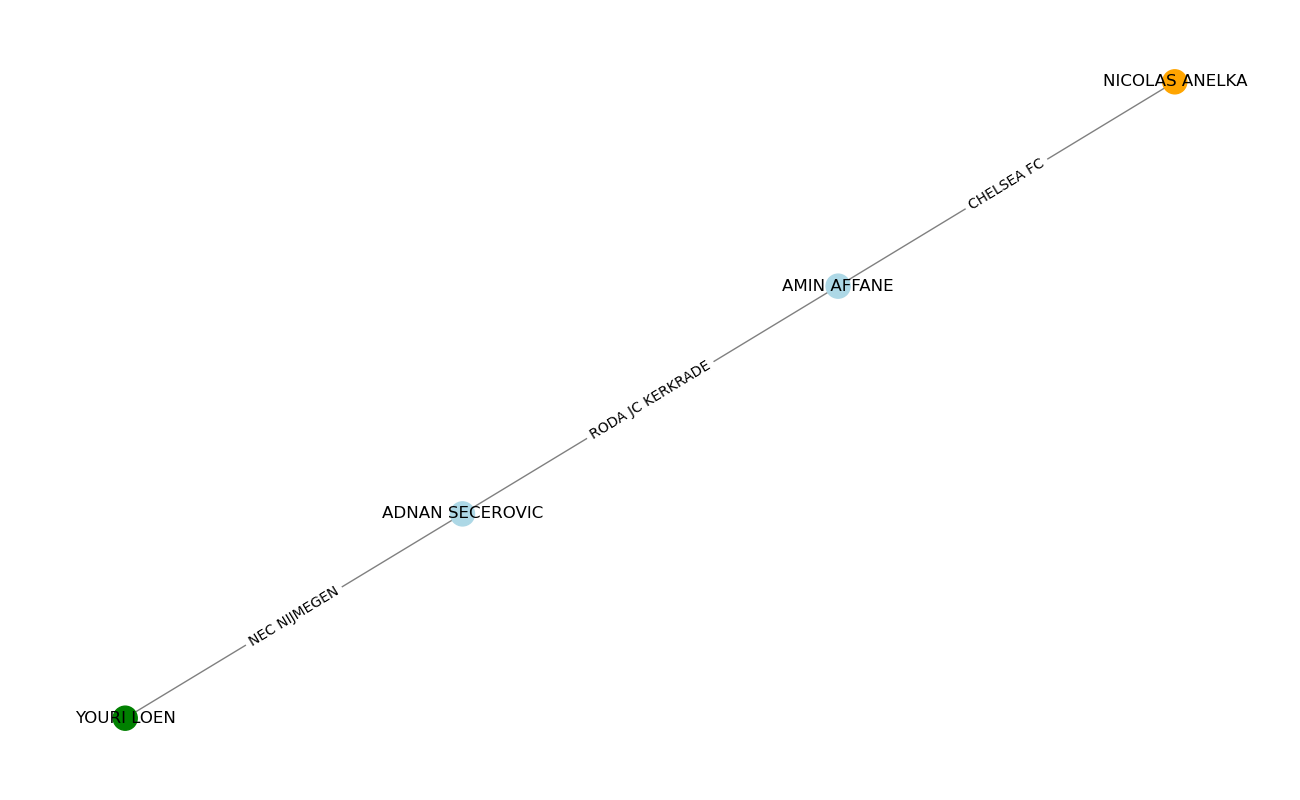 NICOLAS ANELKA
CHELSEA FC
AMIN AFFANE
RODA JC KERKRADE
ADNAN SECEROVIC
NEC NIJMEGEN
YOURI LOEN